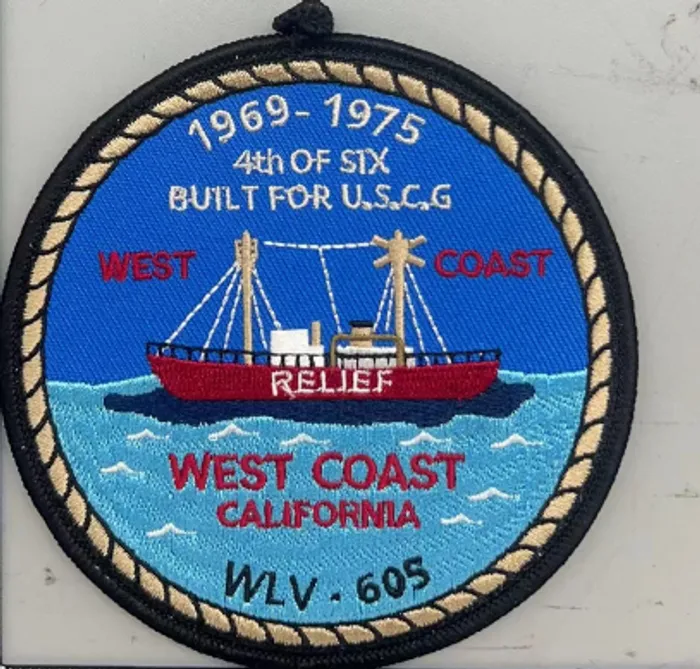 1969-1975
4th OF SIX
BUILT FOR U.S.C.G
WEST COAST
RELIEF
WEST COAST
CALIFORNIA
WLV - 605